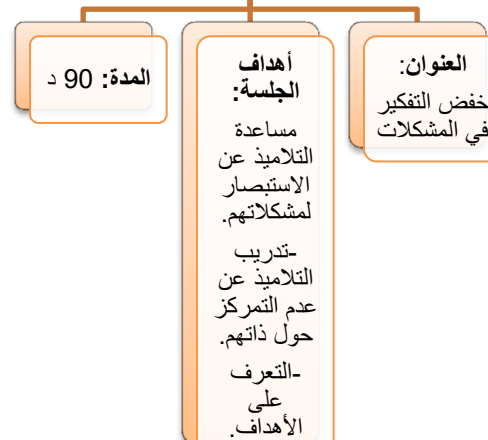 العنوان:
خفض التفكير
في المشكلات
أهداف
الجلسة:
مساعدة
التلاميذ عن
الاستبصار
لمشكلاتهم.
-تدريب
التلاميذ عن
عدم التمركز
حول ذاتهم.
-التعرف
على
الأهداف.
المدة: 90 د